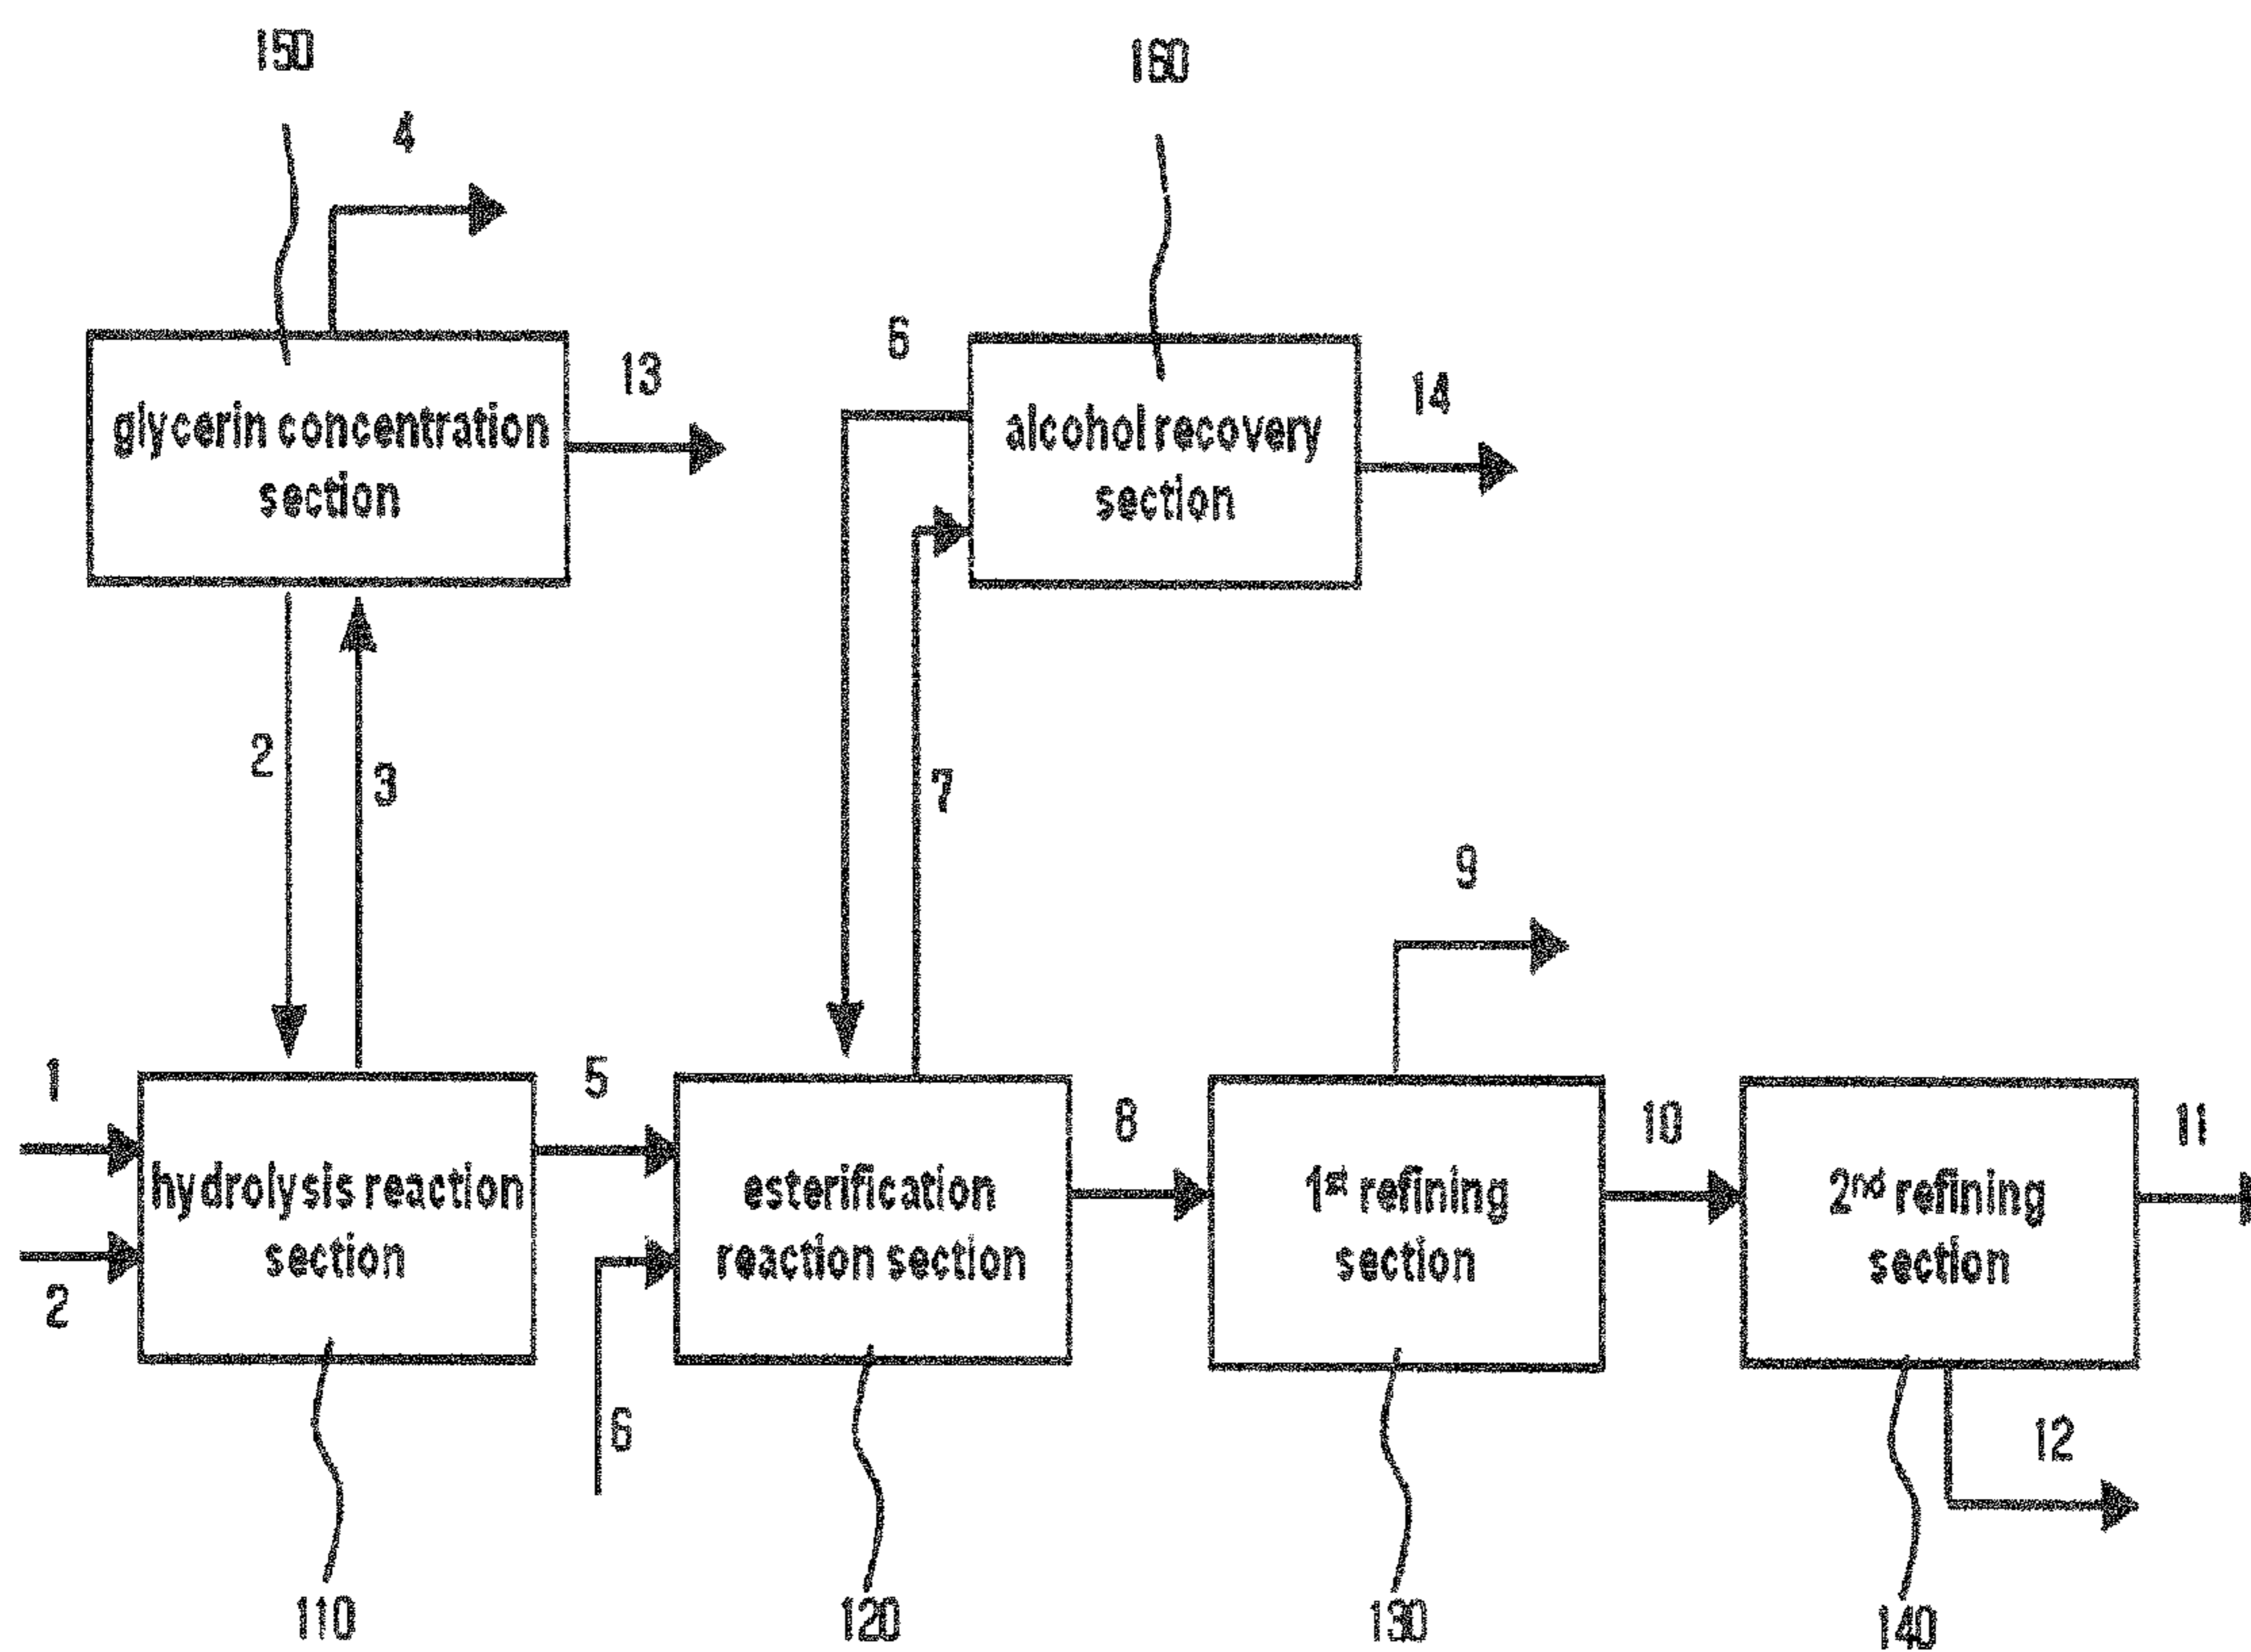 150
160
4
6
13
14
glycerin concentration
section
alcohol recovery
section
2
3
7
9
1
5
8
10
11
2
hydrolysis reaction
section
esterification
reaction section
1st refining
section
2nd refining
section
6
12
110
120
130
140